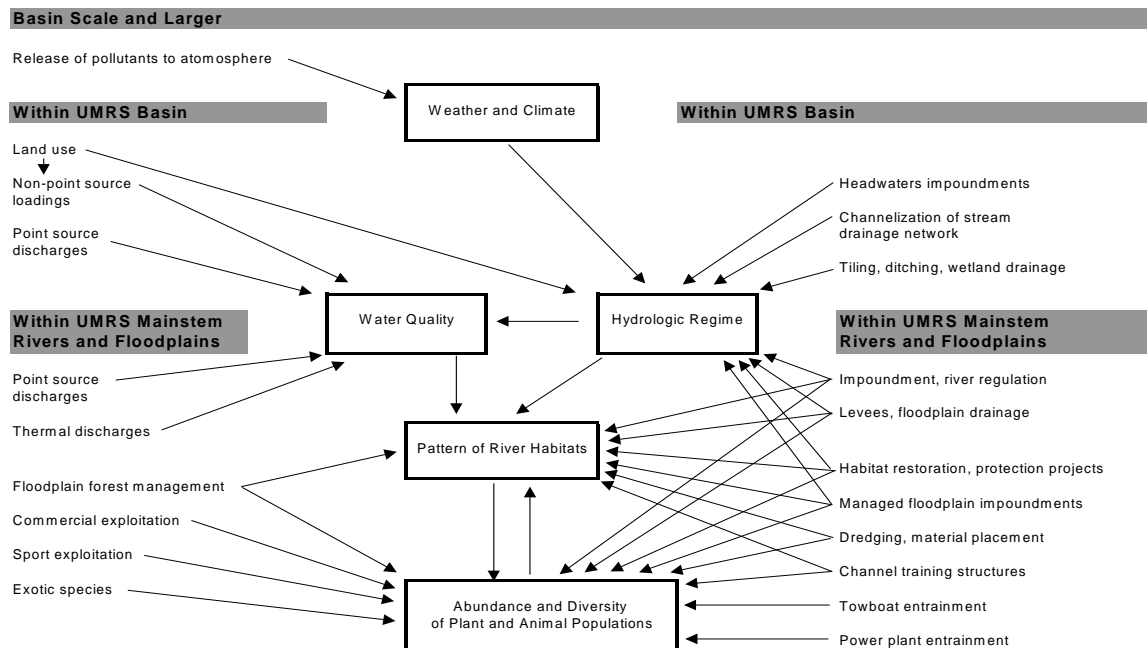 Basin Scale and Larger
Release of pollutants to atomosphere
Weather and Climate
Within UMRS Basin
Within UMRS Basin
Land use
Non-point source
loadings
Point source
discharges
Headwaters impoundments
Channelization of stream
drainage network
Tiling, ditching, wetland drainage
Water Quality
Hydrologic Regime
Within UMRS Mainstem
Rivers and Floodplains
Within UMRS Mainstem
Rivers and Floodplains
Point source
discharges
Thermal discharges
Floodplain forest management
Commercial exploitation
Sport exploitation
Exotic species
Pattern of River Habitats
Abundance and Diversity
of Plant and Animal Populations
Impoundment, river regulation
Levees, floodplain drainage
Habitat restoration, protection projects
Managed floodplain impoundments
Dredging, material placement
Channel training structures
Towboat entrainment
Power plant entrainment